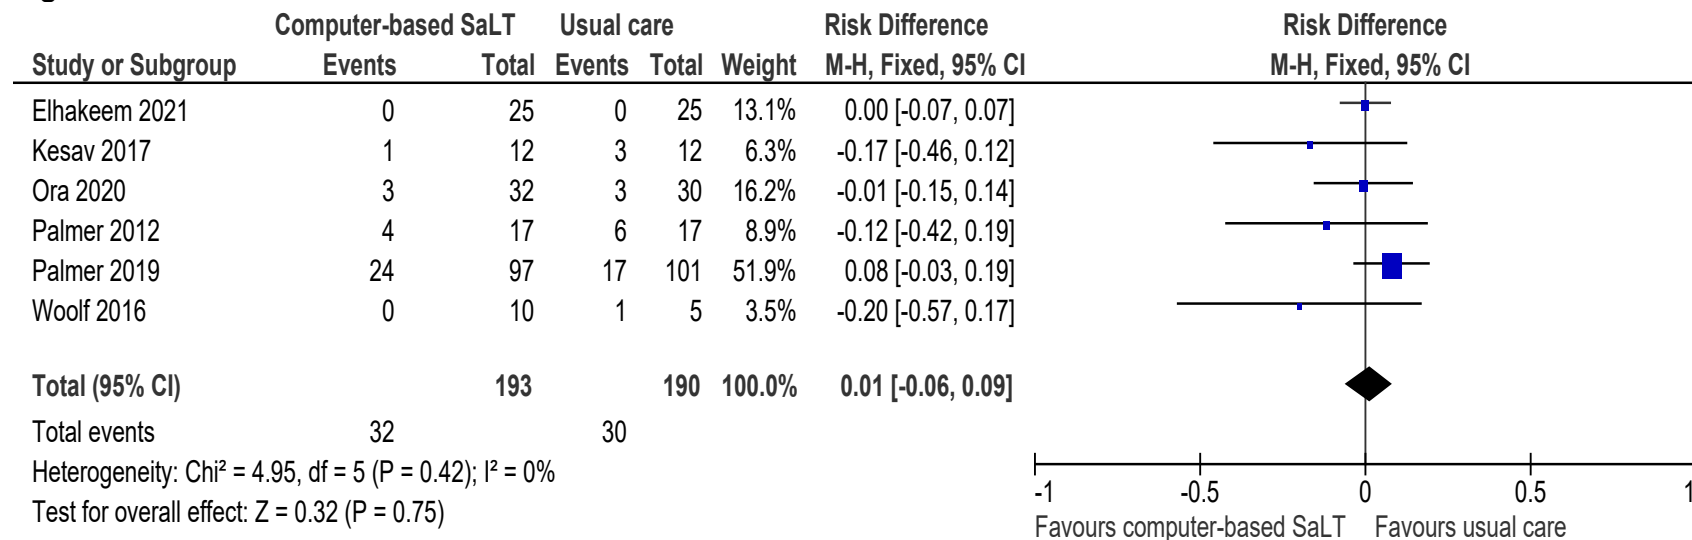 Computer-based SaLT Usual care Risk Difference Risk Difference
Study or Subgroup Events Total Events Total Weight M-H, Fixed, 95% CI M-H, Fixed, 95% CI
Elhakeem 2021 0 25 0 25 13.1% 0.00 [-0.07, 0.07]
Kesav 2017 1 12 3 12 6.3% -0.17 [-0.46, 0.12]
Ora 2020 3 32 3 30 16.2% -0.01 [-0.15, 0.14]
Palmer 2012 4 17 6 17 8.9% -0.12 [-0.42, 0.19]
Palmer 2019 24 97 17 101 51.9% 0.08 [-0.03, 0.19]
Woolf 2016 0 10 1 5 3.5% -0.20 [-0.57, 0.17]
Total (95% CI) 193 190 100.0% 0.01 [-0.06, 0.09]
Total events 32 30
Heterogeneity: Chi² = 4.95, df = 5 (P = 0.42); I² = 0%
Test for overall effect: Z = 0.32 (P = 0.75)
-1 -0.5 0 0.5 1
Favours computer-based SaLT Favours usual care